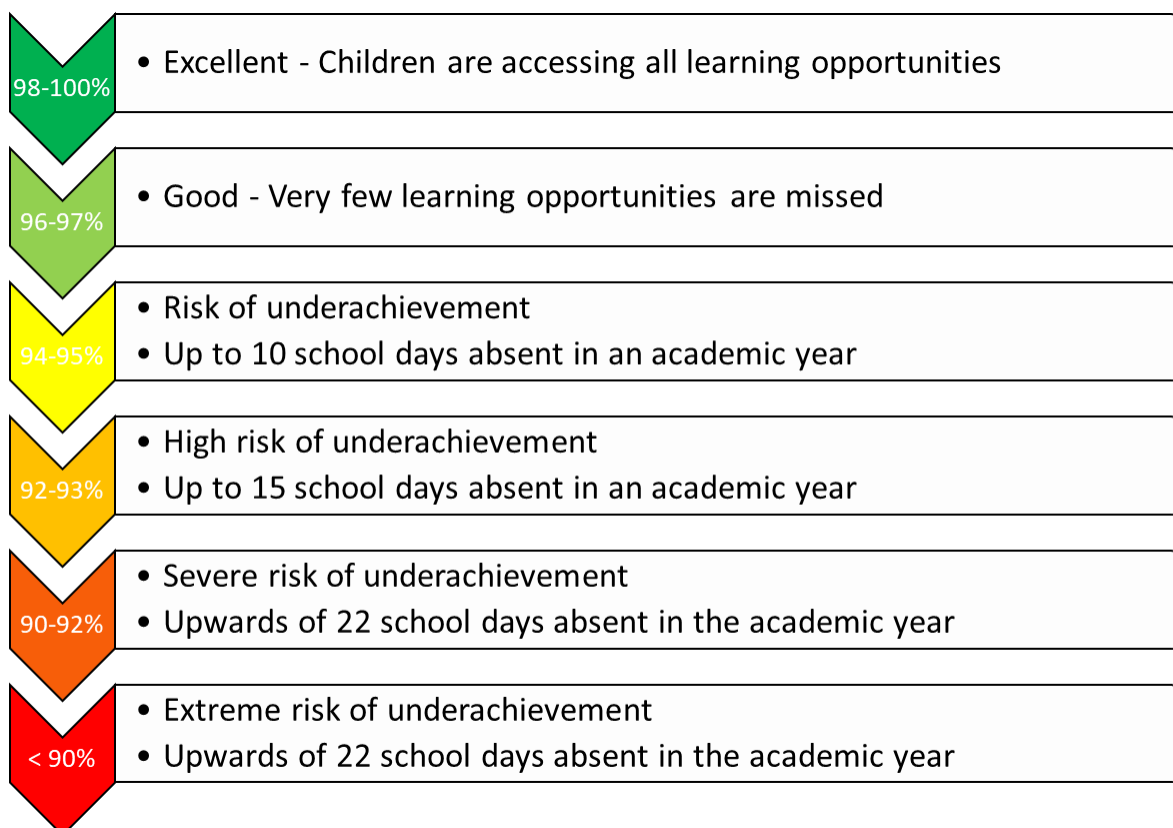 98-100%
• Excellent - Children are accessing all learning opportunities
96-97%
• Good - Very few learning opportunities are missed
94-95%
• Risk of underachievement
• Up to 10 school days absent in an academic year
92-93%
• High risk of underachievement
• Up to 15 school days absent in an academic year
90-92%
• Severe risk of underachievement
• Upwards of 22 school days absent in the academic year
< 90%
• Extreme risk of underachievement
• Upwards of 22 school days absent in the academic year